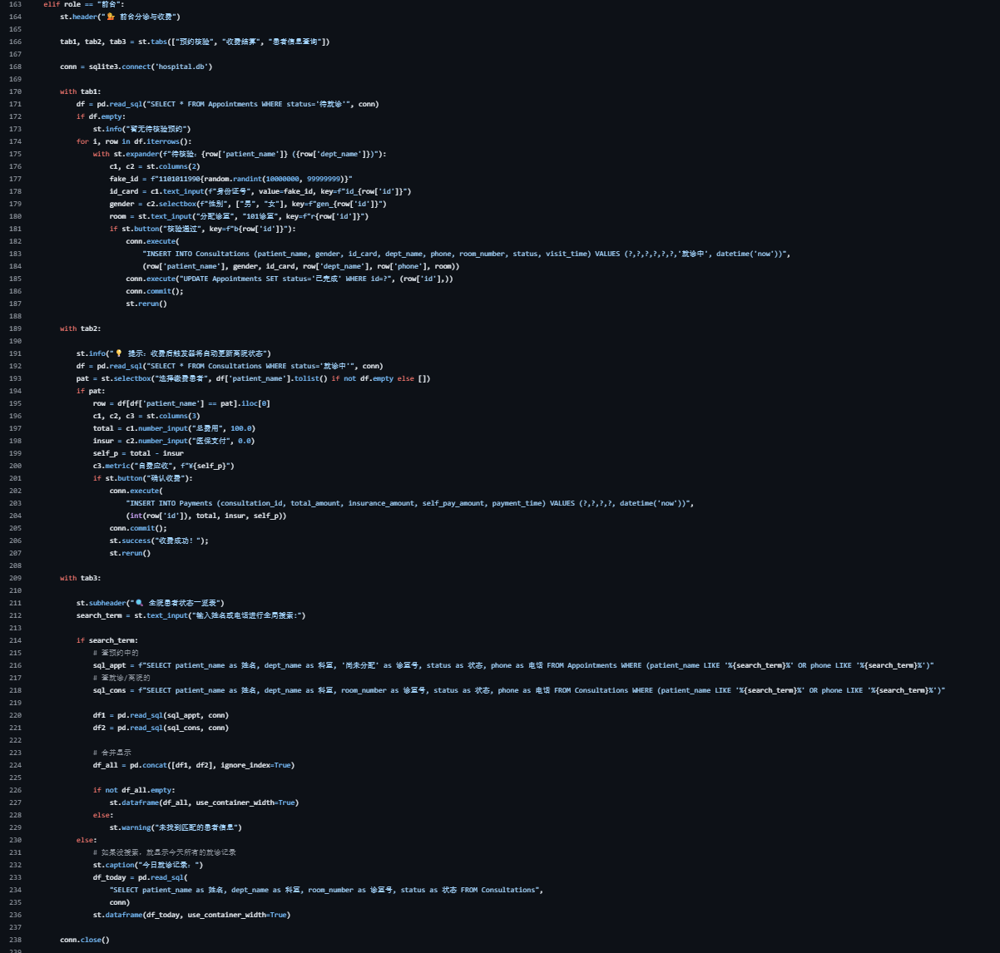 163 elif role == "前台":
164 st.header("💁 前台分诊与收费")
165
166 tab1, tab2, tab3 = st.tabs(["预约核验", "收费结算", "患者信息查询"])
167
168 conn = sqlite3.connect('hospital.db')
169
170 with tab1:
171 df = pd.read_sql("SELECT * FROM Appointments WHERE status='待就诊'", conn)
172 if df.empty:
173 st.info("暂无待核验预约")
174 for i, row in df.iterrows():
175 with st.expander(f"待核验: {row['patient_name']} ({row['dept_name']})"):
176 c1, c2 = st.columns(2)
177 fake_id = f"1101011990{random.randint(10000000, 99999999)}"
178 id_card = c1.text_input(f"身份证号", value=fake_id, key=f"id_{row['id']}")
179 gender = c2.selectbox(f"性别", ["男", "女"], key=f"gen_{row['id']}")
180 room = st.text_input("分配诊室", "101诊室", key=f"r{row['id']}")
181 if st.button("核验通过", key=f"b{row['id']}"):
182 conn.execute(
183 "INSERT INTO Consultations (patient_name, gender, id_card, dept_name, phone, room_number, status, visit_time) VALUES (?,?,?,?,?,?,'就诊中', datetime('now'))",
184 (row['patient_name'], gender, id_card, row['dept_name'], row['phone'], room))
185 conn.execute("UPDATE Appointments SET status='已完成' WHERE id=?", (row['id'],))
186 conn.commit();
187 st.rerun()
188
189 with tab2:
190
191 st.info("💡 提示: 收费后触发器将自动更新离院状态")
192 df = pd.read_sql("SELECT * FROM Consultations WHERE status='就诊中'", conn)
193 pat = st.selectbox("选择缴费患者", df['patient_name'].tolist() if not df.empty else [])
194 if pat:
195 row = df[df['patient_name'] == pat].iloc[0]
196 c1, c2, c3 = st.columns(3)
197 total = c1.number_input("总费用", 100.0)
198 insur = c2.number_input("医保支付", 0.0)
199 self_p = total - insur
200 c3.metric("自费应收", f"¥{self_p}")
201 if st.button("确认收费"):
202 conn.execute(
203 "INSERT INTO Payments (consultation_id, total_amount, insurance_amount, self_pay_amount, payment_time) VALUES (?,?,?,?, datetime('now'))",
204 (int(row['id']), total, insur, self_p))
205 conn.commit();
206 st.success("收费成功！");
207 st.rerun()
208
209 with tab3:
210
211 st.subheader("🔍 全院患者状态一览表")
212 search_term = st.text_input("输入姓名或电话进行全局搜索:")
213
214 if search_term:
215 # 查预约中的
216 sql_appt = f"SELECT patient_name as 姓名, dept_name as 科室, '尚未分配' as 诊室号, status as 状态, phone as 电话 FROM Appointments WHERE (patient_name LIKE '%{search_term}%' OR phone LIKE '%{search_term}%')"
217 # 查就诊/离院的
218 sql_cons = f"SELECT patient_name as 姓名, dept_name as 科室, room_number as 诊室号, status as 状态, phone as 电话 FROM Consultations WHERE (patient_name LIKE '%{search_term}%' OR phone LIKE '%{search_term}%')"
219
220 df1 = pd.read_sql(sql_appt, conn)
221 df2 = pd.read_sql(sql_cons, conn)
222
223 # 合并显示
224 df_all = pd.concat([df1, df2], ignore_index=True)
225
226 if not df_all.empty:
227 st.dataframe(df_all, use_container_width=True)
228 else:
229 st.warning("未找到匹配的患者信息")
230 else:
231 # 如果没搜索，就显示今天所有的就诊记录
232 st.caption("今日就诊记录：")
233 df_today = pd.read_sql(
234 "SELECT patient_name as 姓名, dept_name as 科室, room_number as 诊室号, status as 状态 FROM Consultations",
235 conn)
236 st.dataframe(df_today, use_container_width=True)
237
238 conn.close()
239